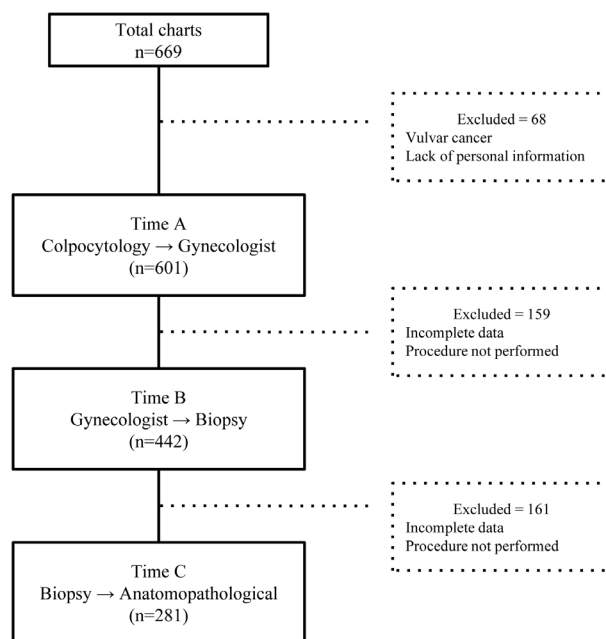 Total charts
n=669
Excluded = 68
Vulvar cancer
Lack of personal information
Time A
Colpocytology → Gynecologist
(n=601)
Excluded = 159
Incomplete data
Procedure not performed
Time B
Gynecologist → Biopsy
(n=442)
Excluded = 161
Incomplete data
Procedure not performed
Time C
Biopsy → Anatomopathological
(n=281)